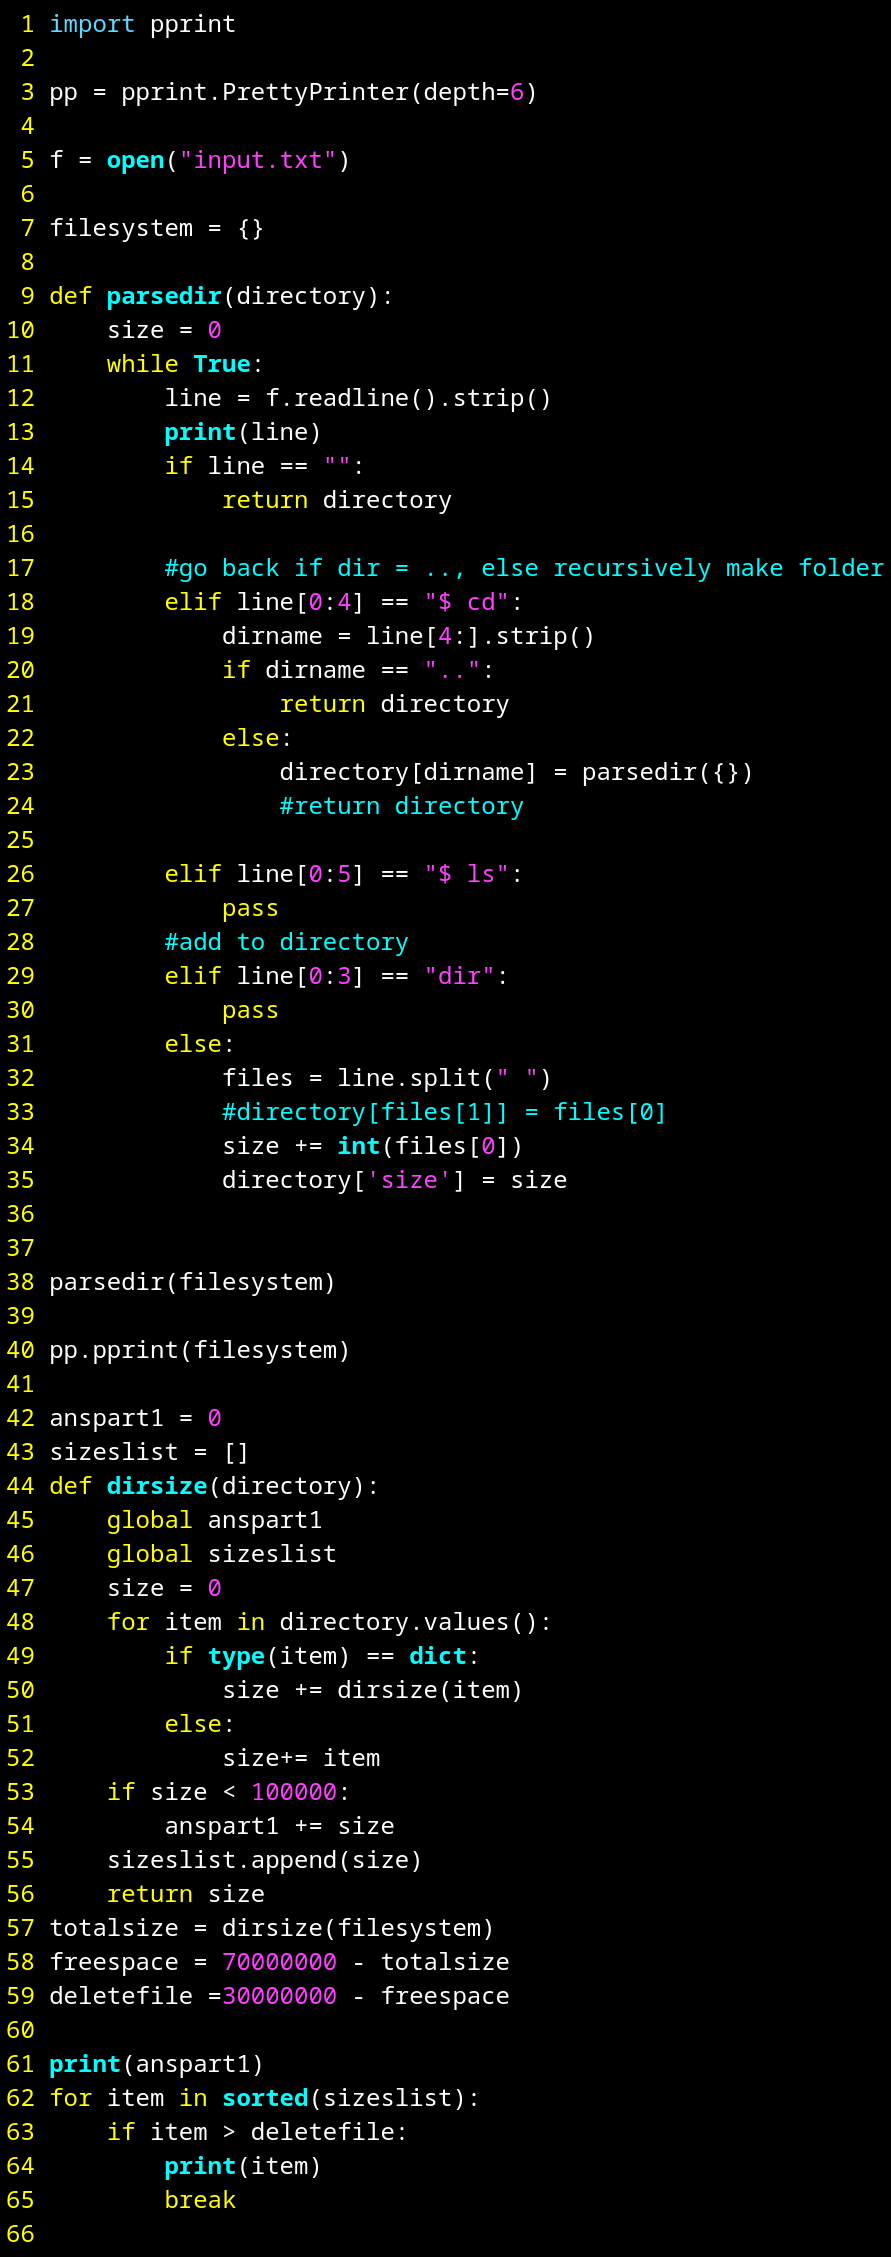 1 import pprint
2
3 pp = pprint.PrettyPrinter(depth=6)
4
5 f = open("input.txt")
6
7 filesystem = {}
8
9 def parsedir(directory):
10     size = 0
11     while True:
12         line = f.readline().strip()
13         print(line)
14         if line == "":
15             return directory
16
17         #go back if dir = .., else recursively make folder
18         elif line[0:4] == "$ cd":
19             dirname = line[4:].strip()
20             if dirname == "..":
21                 return directory
22             else:
23                 directory[dirname] = parsedir({})
24                 #return directory
25
26         elif line[0:5] == "$ ls":
27             pass
28         #add to directory
29         elif line[0:3] == "dir":
30             pass
31         else:
32             files = line.split(" ")
33             #directory[files[1]] = files[0]
34             size += int(files[0])
35             directory['size'] = size
36
37
38 parsedir(filesystem)
39
40 pp.pprint(filesystem)
41
42 anspart1 = 0
43 sizeslist = []
44 def dirsize(directory):
45     global anspart1
46     global sizeslist
47     size = 0
48     for item in directory.values():
49         if type(item) == dict:
50             size += dirsize(item)
51         else:
52             size+= item
53     if size < 100000:
54         anspart1 += size
55     sizeslist.append(size)
56     return size
57 totalsize = dirsize(filesystem)
58 freespace = 70000000 - totalsize
59 deletefile =30000000 - freespace
60
61 print(anspart1)
62 for item in sorted(sizeslist):
63     if item > deletefile:
64         print(item)
65         break
66